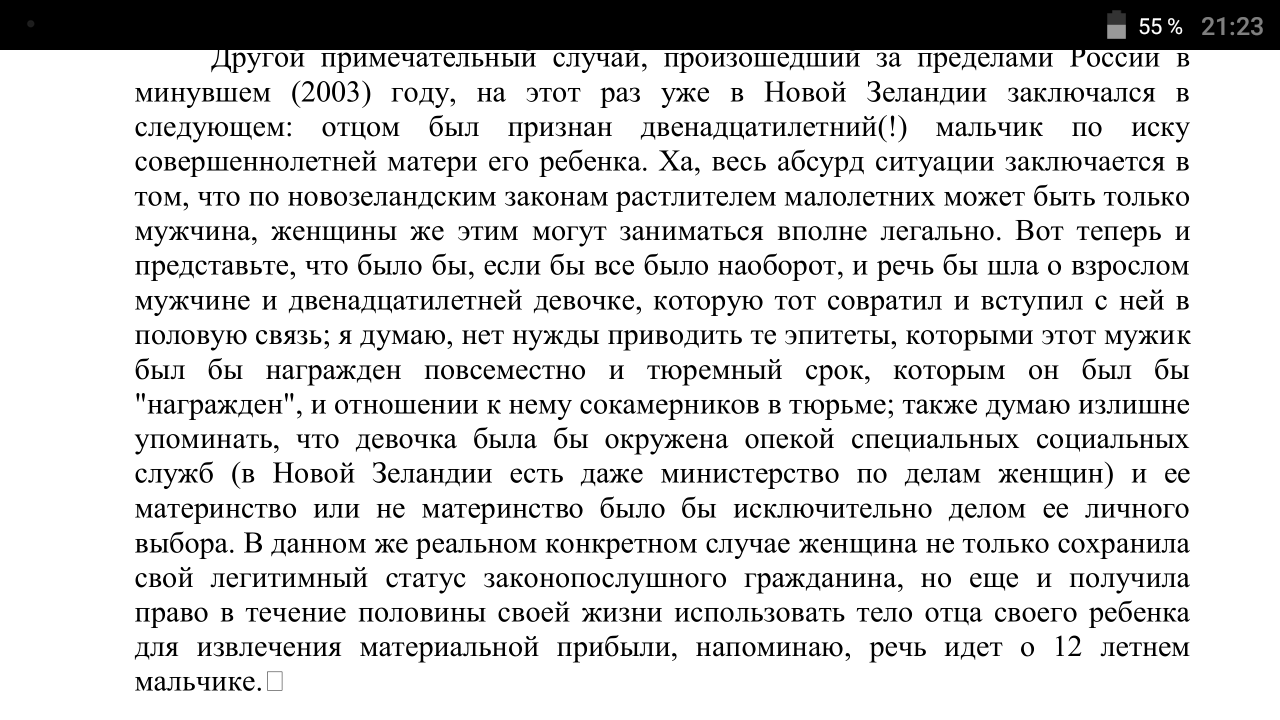 55 % 21:23
Другой примечательный случай, произошедший за пределами России в
минувшем (2003) году, на этот раз уже в Новой Зеландии заключался в
следующем: отцом был признан двенадцатилетний(!) мальчик по иску
совершеннолетней матери его ребенка. Ха, весь абсурд ситуации заключается в
том, что по новозеландским законам растлителем малолетних может быть только
мужчина, женщины же этим могут заниматься вполне легально. Вот теперь и
представьте, что было бы, если бы все было наоборот, и речь бы шла о взрослом
мужчине и двенадцатилетней девочке, которую тот совратил и вступил с ней в
половую связь; я думаю, нет нужды приводить те эпитеты, которыми этот мужик
был бы награжден повсеместно и тюремный срок, которым он был бы
"награжден", и отношении к нему сокамерников в тюрьме; также думаю излишне
упоминать, что девочка была бы окружена опекой специальных социальных
служб (в Новой Зеландии есть даже министерство по делам женщин) и ее
материнство или не материнство было бы исключительно делом ее личного
выбора. В данном же реальном конкретном случае женщина не только сохранила
свой легитимный статус законопослушного гражданина, но еще и получила
право в течение половины своей жизни использовать тело отца своего ребенка
для извлечения материальной прибыли, напоминаю, речь идет о 12 летнем
мальчике.